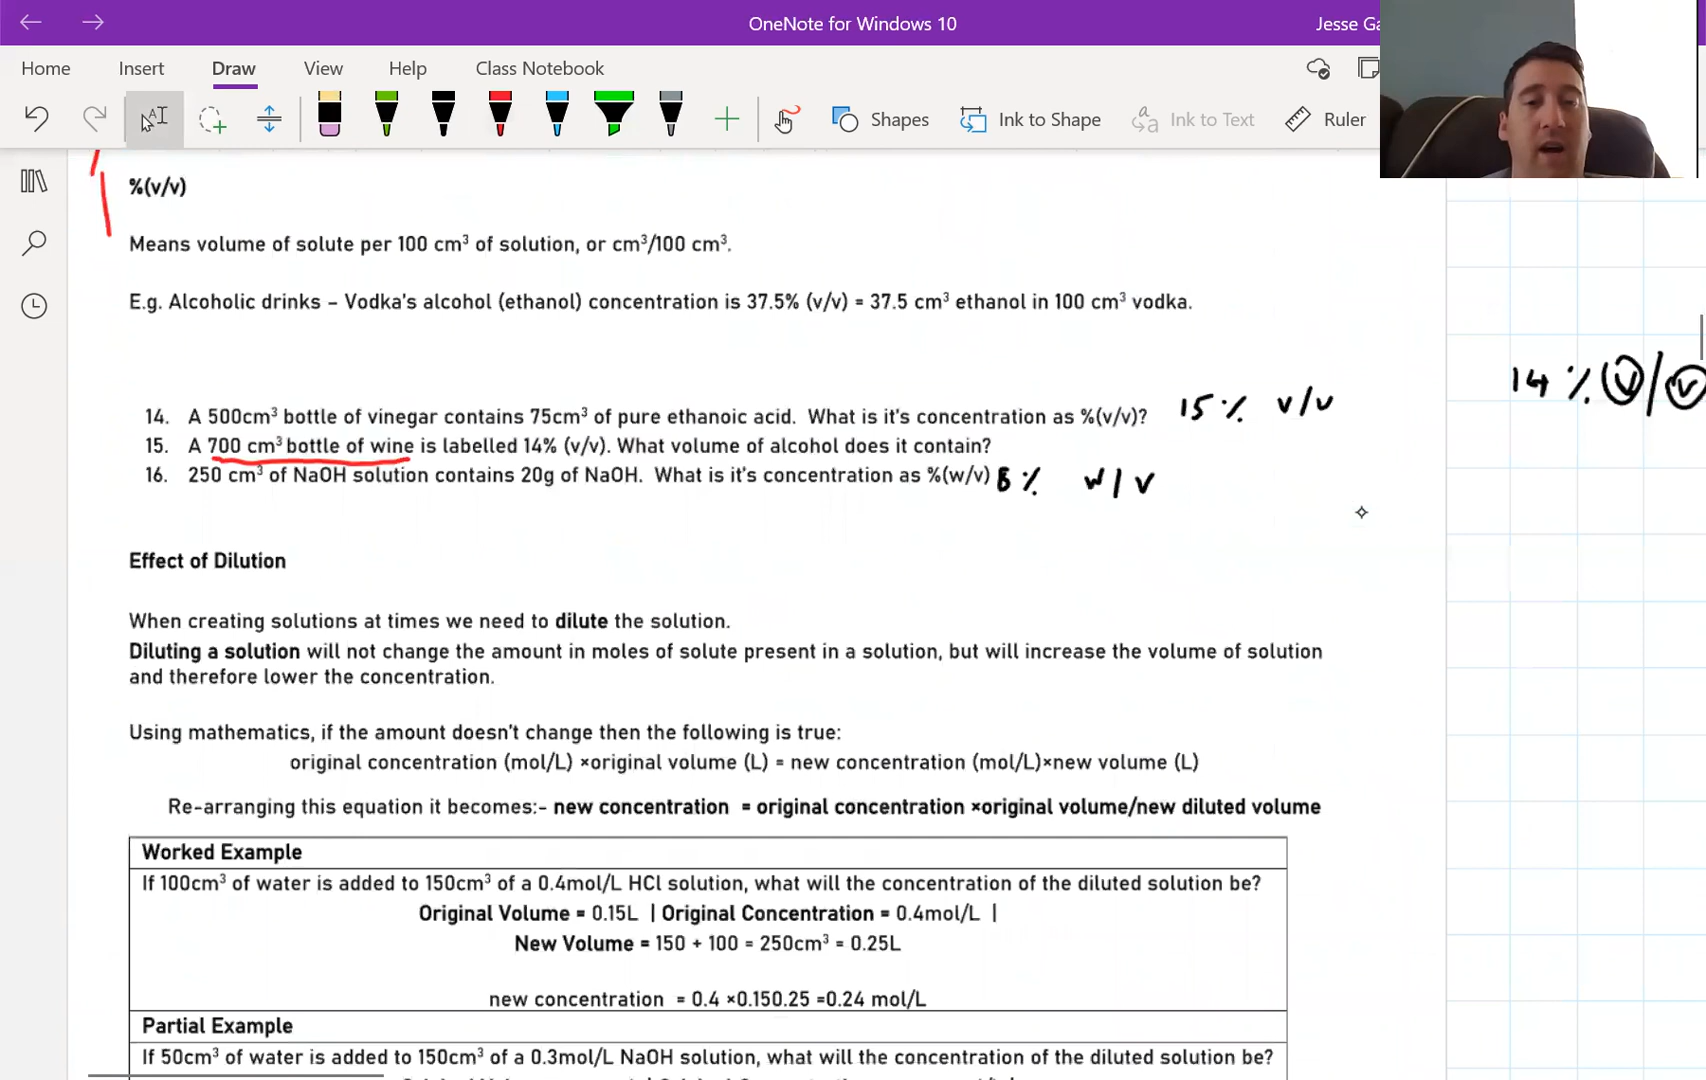 OneNote for Windows 10
Jesse Ga
Home Insert Draw View Help Class Notebook
Shapes Ink to Shape Ink to Text Ruler
%(v/v)
Means volume of solute per 100 cm³ of solution, or cm³/100 cm³.
E.g. Alcoholic drinks – Vodka's alcohol (ethanol) concentration is 37.5% (v/v) = 37.5 cm³ ethanol in 100 cm³ vodka.
14 % v/v
14. A 500cm³ bottle of vinegar contains 75cm³ of pure ethanoic acid. What is it's concentration as %(v/v)? 15% v/v
15. A 700 cm³ bottle of wine is labelled 14% (v/v). What volume of alcohol does it contain?
16. 250 cm³ of NaOH solution contains 20g of NaOH. What is it's concentration as %(w/v) 8% w/v
Effect of Dilution
When creating solutions at times we need to dilute the solution.
Diluting a solution will not change the amount in moles of solute present in a solution, but will increase the volume of solution
and therefore lower the concentration.
Using mathematics, if the amount doesn't change then the following is true:
original concentration (mol/L) ×original volume (L) = new concentration (mol/L)×new volume (L)
Re-arranging this equation it becomes:- new concentration = original concentration ×original volume/new diluted volume
Worked Example
If 100cm³ of water is added to 150cm³ of a 0.4mol/L HCl solution, what will the concentration of the diluted solution be?
Original Volume = 0.15L | Original Concentration = 0.4mol/L |
New Volume = 150 + 100 = 250cm³ = 0.25L
new concentration = 0.4 ×0.150.25 =0.24 mol/L
Partial Example
If 50cm³ of water is added to 150cm³ of a 0.3mol/L NaOH solution, what will the concentration of the diluted solution be?